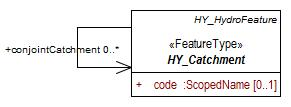 HY_HydroFeature
+conjointCatchment 0..*
«FeatureType»
HY_Catchment
+ code :ScopedName [0..1]